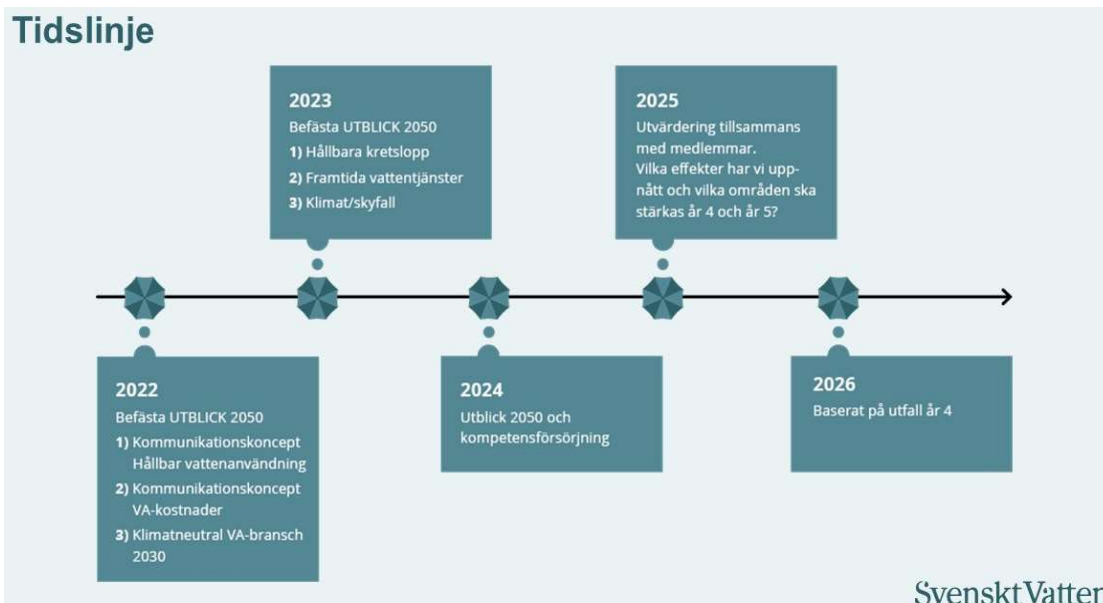 Tidslinje
2023
Befästa UTBLICK 2050
1) Hållbara kretslopp
2) Framtida vattentjänster
3) Klimat/skyfall
2025
Utvärdering tillsammans
med medlemmar.
Vilka effekter har vi upp-
nått och vilka områden ska
stärkas år 4 och år 5?
2022
Befästa UTBLICK 2050
1) Kommunikationskoncept
Hållbar vattenanvändning
2) Kommunikationskoncept
VA-kostnader
3) Klimatneutral VA-bransch
2030
2024
Utblick 2050 och
kompetensförsörjning
2026
Baserat på utfall år 4
SvensktVatten